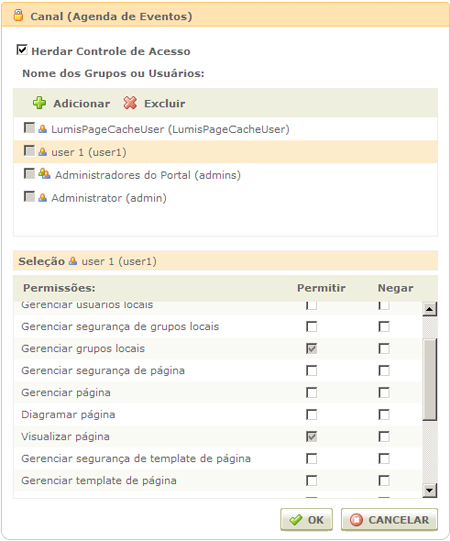 Canal (Agenda de Eventos)
Herdar Controle de Acesso
Nome dos Grupos ou Usuários:
Adicionar Excluir
LumisPageCacheUser (LumisPageCacheUser)
user 1 (user1)
Administradores do Portal (admins)
Administrator (admin)
Seleção user 1 (user1)
Permissões: Permitir Negar
Gerenciar usuários locais
Gerenciar segurança de grupos locais
Gerenciar grupos locais
Gerenciar segurança de página
Gerenciar página
Diagramar página
Visualizar página
Gerenciar segurança de template de página
Gerenciar template de página
OK CANCELAR